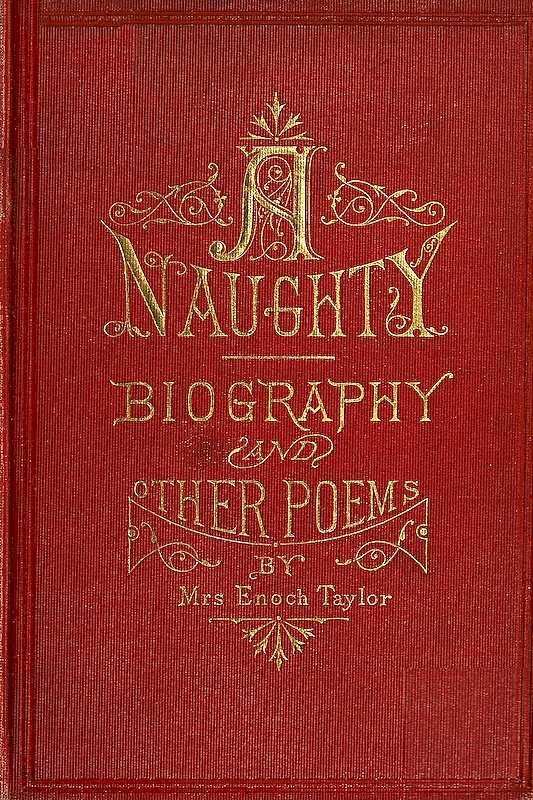 A
NAUGHTY
BIOGRAPHY
AND
OTHER POEMS
BY
Mrs Enoch Taylor